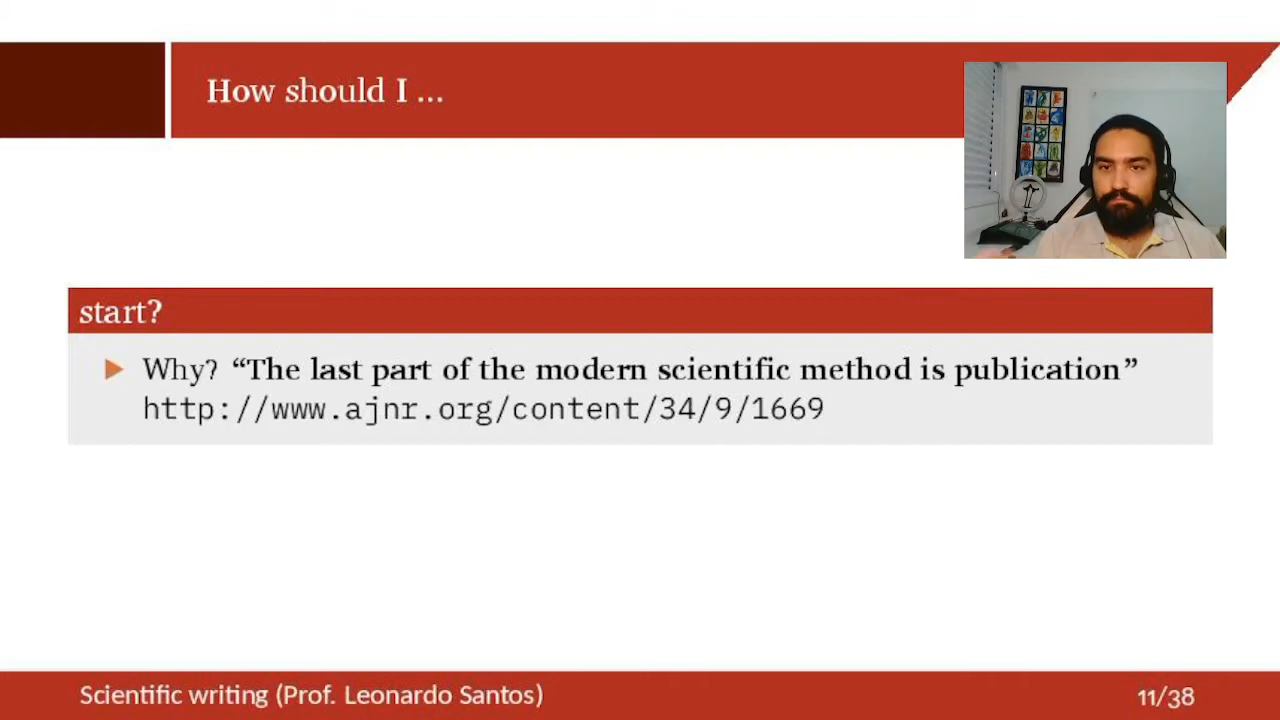 How should I ...
start?
Why? “The last part of the modern scientific method is publication”
http://www.ajnr.org/content/34/9/1669
Scientific writing (Prof. Leonardo Santos)
11/38